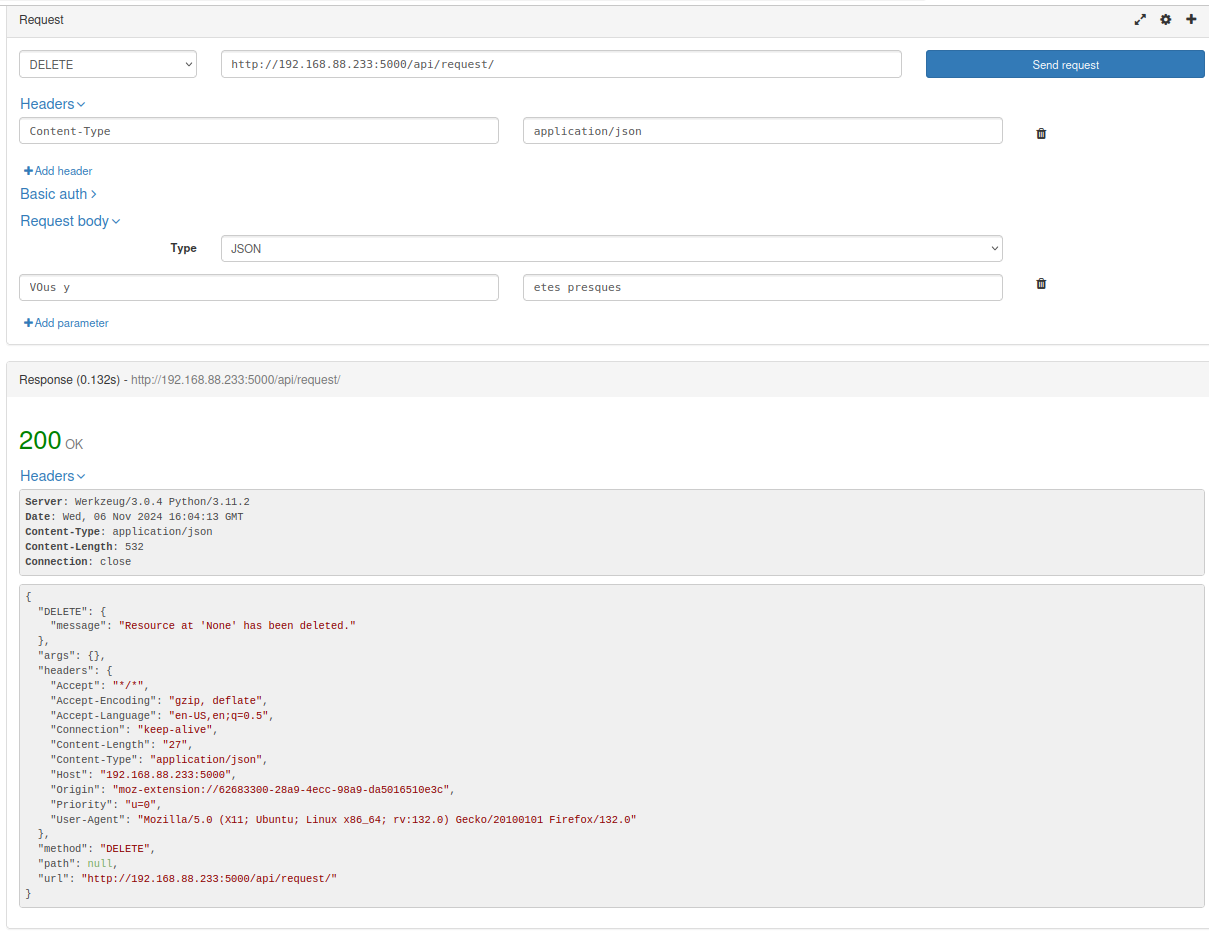 Request
DELETE http://192.168.88.233:5000/api/request/ Send request
Headers
Content-Type application/json
Add header
Basic auth
Request body
Type JSON
VOus y etes presques
Add parameter
Response (0.132s) - http://192.168.88.233:5000/api/request/
200 OK
Headers
Server: Werkzeug/3.0.4 Python/3.11.2
Date: Wed, 06 Nov 2024 16:04:13 GMT
Content-Type: application/json
Content-Length: 532
Connection: close
{
  "DELETE": {
    "message": "Resource at 'None' has been deleted."
  },
  "args": {},
  "headers": {
    "Accept": "*/*",
    "Accept-Encoding": "gzip, deflate",
    "Accept-Language": "en-US,en;q=0.5",
    "Connection": "keep-alive",
    "Content-Length": "27",
    "Content-Type": "application/json",
    "Host": "192.168.88.233:5000",
    "Origin": "moz-extension://62683300-28a9-4ecc-98a9-da5016510e3c",
    "Priority": "u=0",
    "User-Agent": "Mozilla/5.0 (X11; Ubuntu; Linux x86_64; rv:132.0) Gecko/20100101 Firefox/132.0"
  },
  "method": "DELETE",
  "path": null,
  "url": "http://192.168.88.233:5000/api/request/"
}